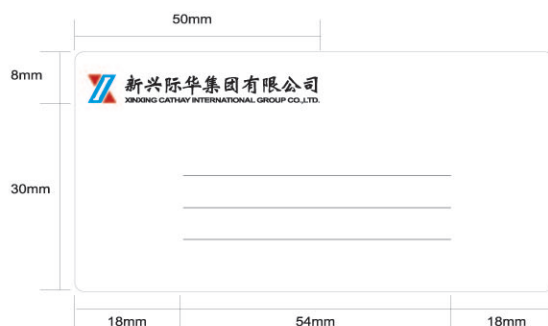 50mm
8mm
新兴际华集团有限公司
XINXING CATHAY INTERNATIONAL GROUP CO.,LTD.
30mm
18mm
54mm
18mm